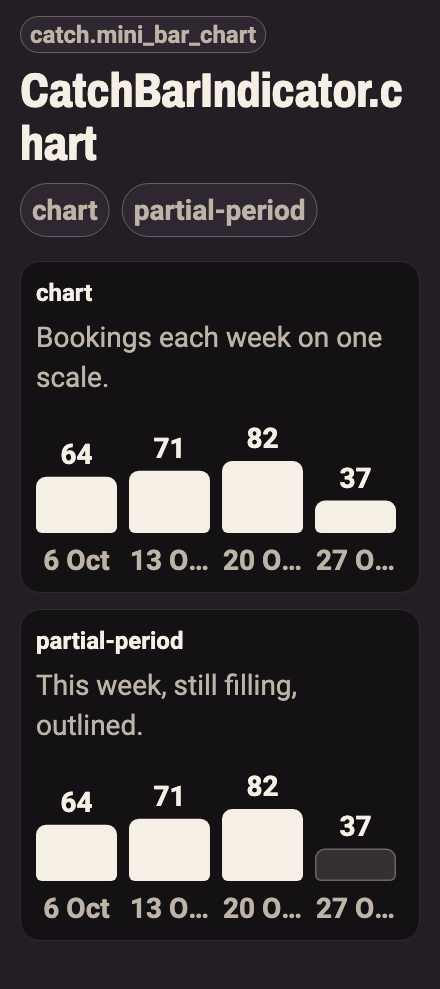 catch.mini_bar_chart
CatchBarIndicator.c
hart
chart partial-period
chart
Bookings each week on one
scale.
64 71 82 37
6 Oct 13 O... 20 O... 27 O...
partial-period
This week, still filling,
outlined.
64 71 82 37
6 Oct 13 O... 20 O... 27 O...